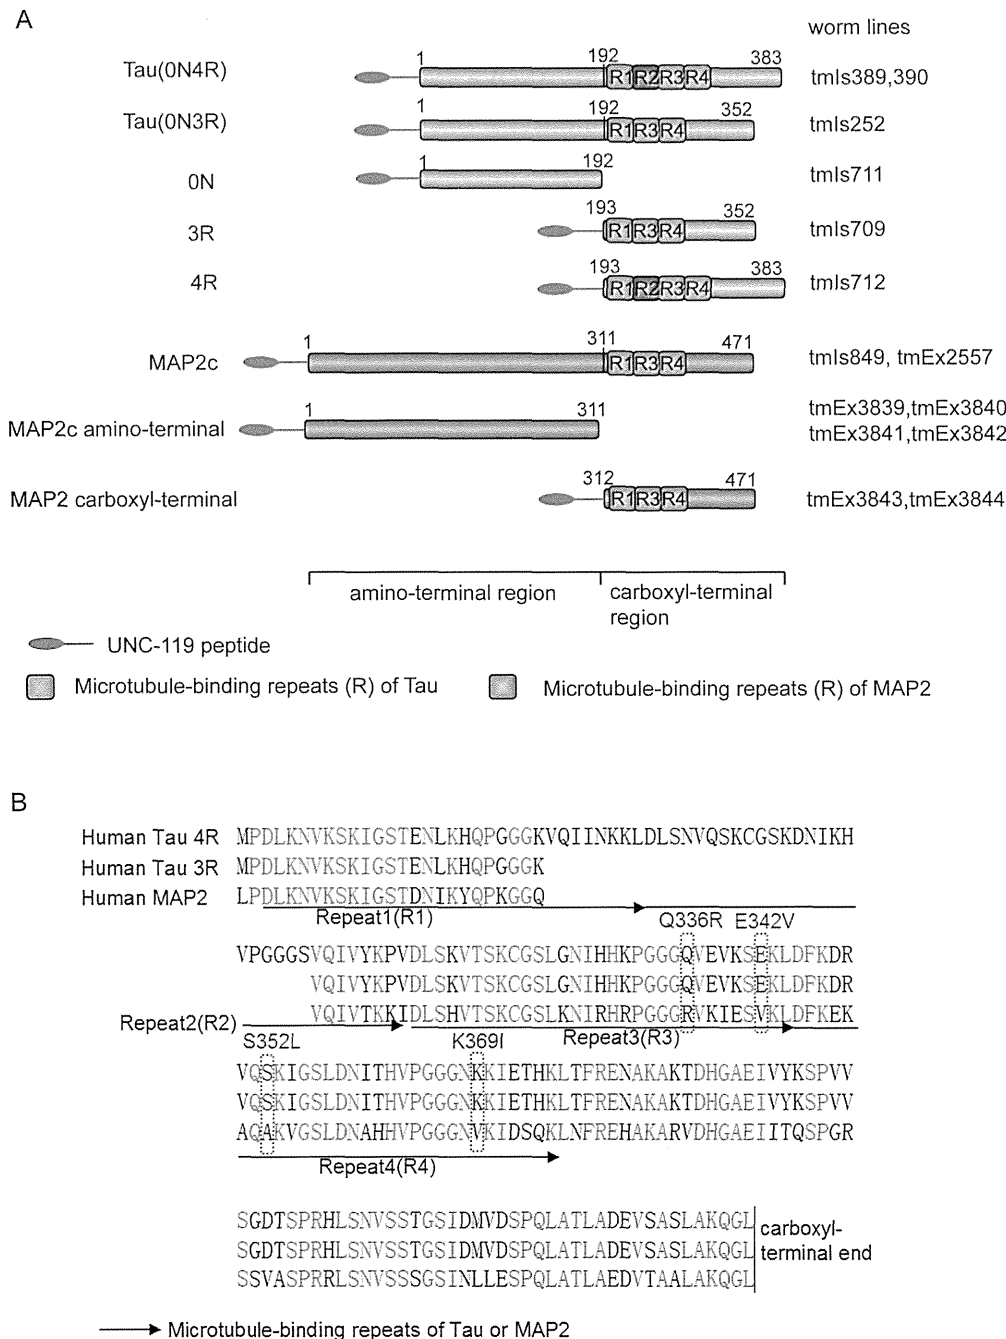 A
worm lines
Tau(0N4R) 1 192 383 tmIs389,390
R1 R2 R3 R4
Tau(0N3R) 192 352 tmIs252
R1 R3 R4
0N 1 192 tmIs711
3R 193 352 tmIs709
R1 R3 R4
4R 193 383 tmIs712
R1 R2 R3 R4
MAP2c 1 311 471 tmIs849, tmEx2557
R1 R3 R4
MAP2c amino-terminal 1 311 tmEx3839,tmEx3840
tmEx3841,tmEx3842
MAP2 carboxyl-terminal 312 471 tmEx3843,tmEx3844
R1 R3 R4
amino-terminal region carboxyl-terminal
region
UNC-119 peptide
Microtubule-binding repeats (R) of Tau Microtubule-binding repeats (R) of MAP2
B
Human Tau 4R MPDLKNVKSKIGSTENLKHQPGGGKVQIINKKLDLSNVQSKCGSKDNIKH
Human Tau 3R MPDLKNVKSKIGSTENLKHQPGGGK
Human MAP2 LPDLKNVKSKIGSTDNIKYQPKGGQ
Repeat1(R1)
Q336R E342V
VPGGGSVQIVYKPVDLSKVTSKCGSLGNIHHKPGGGQVEVKSEKLDFKDR
VQIVYKPVDLSKVTSKCGSLGNIHHKPGGGQVEVKSEKLDFKDR
VQIVTKKIDLSHVTSKCGSLKNIRHRPGGGRVKIESVKLDFKEK
Repeat2(R2) Repeat3(R3)
S352L K369I
VQSKIGSLDNITHVPGGGNKKIETHKLTFRENAKAKTDHGAEIVYKSPVV
VQSKIGSLDNITHVPGGGNKKIETHKLTFRENAKAKTDHGAEIVYKSPVV
AQAKVGSLDNAHHVPGGGNVKIDSQKLNFREHAKARVDHGAEIITQSPGR
Repeat4(R4)
SGDTSPRHLSNVSSTGSIDMVDSPQLATLADEVSASLAKQGL
SGDTSPRHLSNVSSTGSIDMVDSPQLATLADEVSASLAKQGL
SSVASPRRLSNVSSSGSINLLESPQLATLAEDVTAALAKQGL
carboxyl-
terminal end
Microtubule-binding repeats of Tau or MAP2